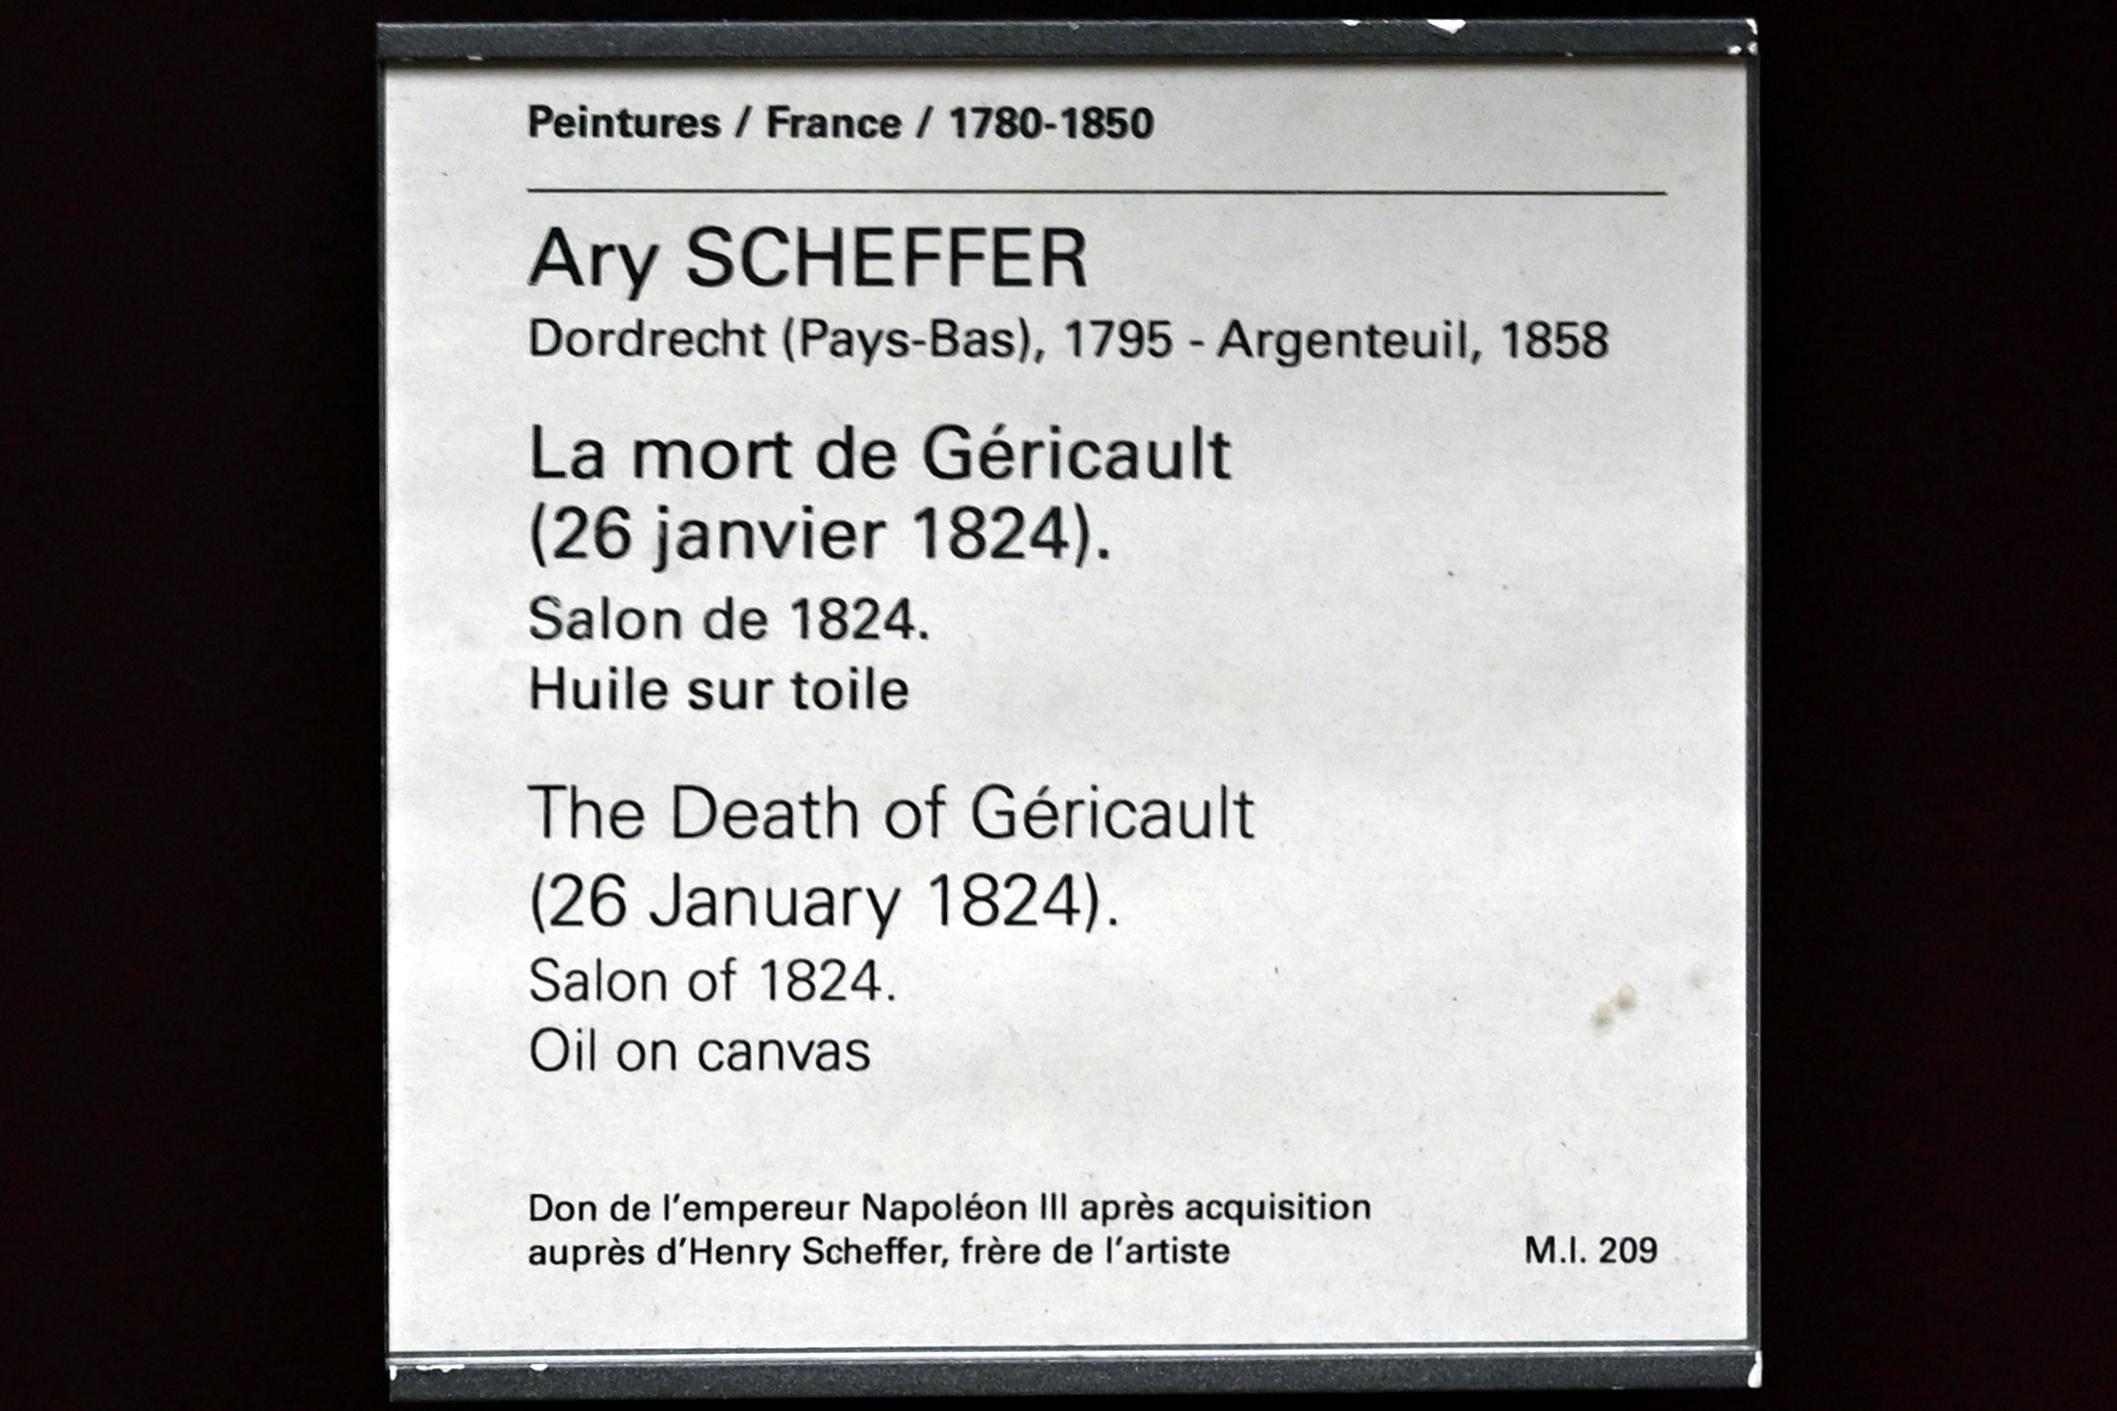 Peintures / France / 1780-1850
Ary SCHEFFER
Dordrecht (Pays-Bas), 1795 - Argenteuil, 1858
La mort de Géricault
(26 janvier 1824).
Salon de 1824.
Huile sur toile
The Death of Géricault
(26 January 1824).
Salon of 1824.
Oil on canvas
Don de l'empereur Napoléon III après acquisition
auprès d'Henry Scheffer, frère de l'artiste M.I. 209